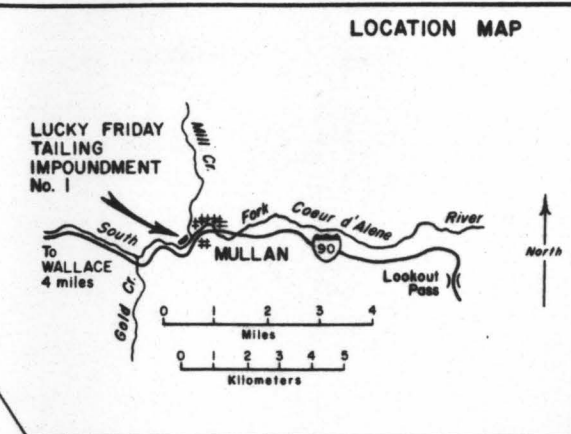 LOCATION MAP
LUCKY FRIDAY
TAILING
IMPOUNDMENT
No. 1
Mill Cr.
South Fork Coeur d'Alene River
To
WALLACE
4 miles
MULLAN
90
Lookout
Pass
North
Gold Cr.
0 1 2 3 4
Miles
0 1 2 3 4 5
Kilometers